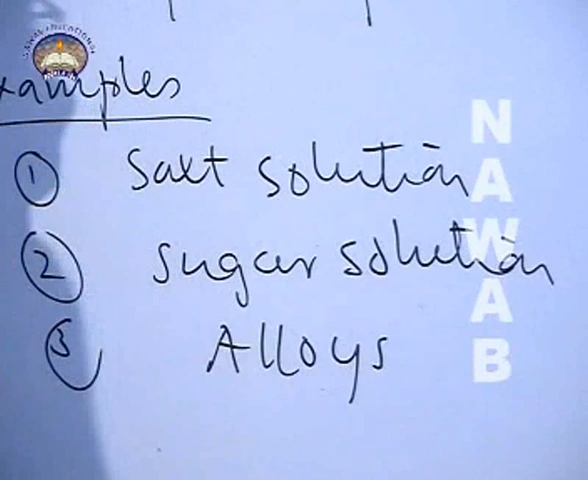 xamples
① Salt solution
② Sugar solution
③ Alloys
NAWAB